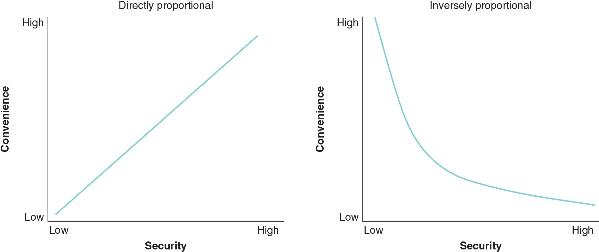 Directly proportional
High
Convenience
Low
Low
High
Security
Inversely proportional
High
Convenience
Low
Low
High
Security